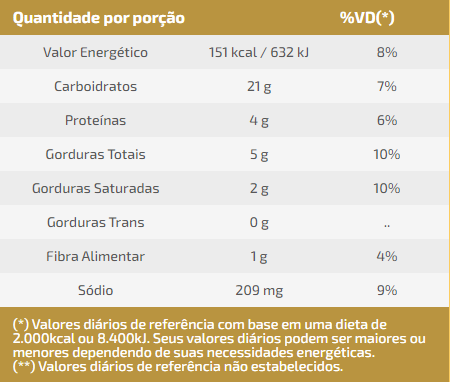 Quantidade por porção %VD(*)
Valor Energético 151 kcal / 632 kJ 8%
Carboidratos 21 g 7%
Proteínas 4 g 6%
Gorduras Totais 5 g 10%
Gorduras Saturadas 2 g 10%
Gorduras Trans 0 g ..
Fibra Alimentar 1 g 4%
Sódio 209 mg 9%
(*) Valores diários de referência com base em uma dieta de
2.000kcal ou 8.400kJ. Seus valores diários podem ser maiores ou
menores dependendo de suas necessidades energéticas.
(**) Valores diários de referência não estabelecidos.